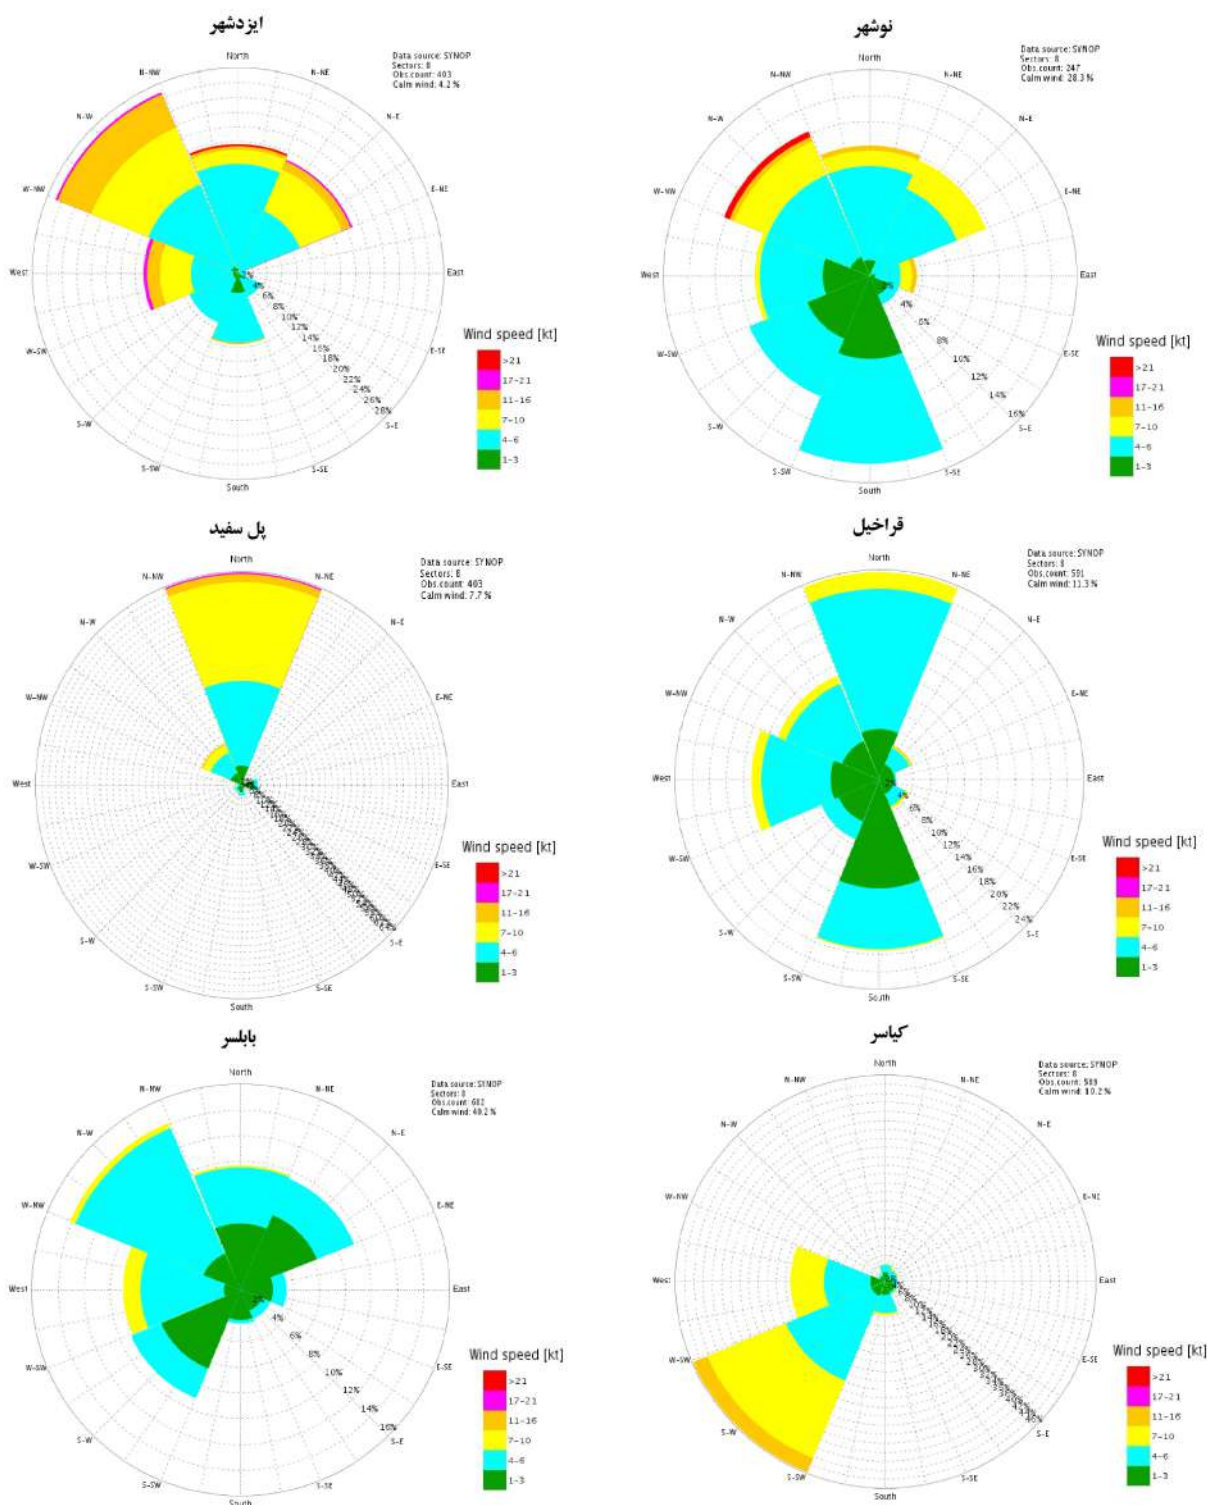 ایزدشهر
Data source: SYNOP
Sectors: 8
Obs.count: 403
Calm wind: 4.2 %
North
N-NW
N-NE
N-W
N-E
W-NW
E-NE
West
East
W-SW
E-SE
S-W
S-E
S-SW
S-SE
South
2%
4%
6%
8%
10%
12%
14%
16%
18%
20%
22%
24%
26%
28%
Wind speed [kt]
>21
17-21
11-16
7-10
4-6
1-3
نوشهر
Data source: SYNOP
Sectors: 8
Obs.count: 247
Calm wind: 28.3 %
North
N-NW
N-NE
N-W
N-E
W-NW
E-NE
West
East
W-SW
E-SE
S-W
S-E
S-SW
S-SE
South
4%
6%
8%
10%
12%
14%
16%
Wind speed [kt]
>21
17-21
11-16
7-10
4-6
1-3
پل سفید
Data source: SYNOP
Sectors: 8
Obs.count: 403
Calm wind: 7.7 %
North
N-NW
N-NE
N-W
N-E
W-NW
E-NE
West
East
W-SW
E-SE
S-W
S-E
S-SW
S-SE
South
Wind speed [kt]
>21
17-21
11-16
7-10
4-6
1-3
قراخیل
Data source: SYNOP
Sectors: 8
Obs.count: 591
Calm wind: 11.3 %
North
N-NW
N-NE
N-W
N-E
W-NW
E-NE
West
East
W-SW
E-SE
S-W
S-E
S-SW
S-SE
South
2%
4%
6%
8%
10%
12%
14%
16%
18%
20%
22%
24%
Wind speed [kt]
>21
17-21
11-16
7-10
4-6
1-3
بابلسر
Data source: SYNOP
Sectors: 8
Obs.count: 682
Calm wind: 40.2 %
North
N-NW
N-NE
N-W
N-E
W-NW
E-NE
West
East
W-SW
E-SE
S-W
S-E
S-SW
S-SE
South
2%
4%
6%
8%
10%
12%
14%
16%
Wind speed [kt]
>21
17-21
11-16
7-10
4-6
1-3
کیاسر
Data source: SYNOP
Sectors: 8
Calm wind: 10.2 %
North
N-NW
N-NE
N-W
N-E
W-NW
E-NE
West
East
W-SW
E-SE
S-W
S-E
S-SW
S-SE
South
Wind speed [kt]
>21
17-21
11-16
7-10
4-6
1-3